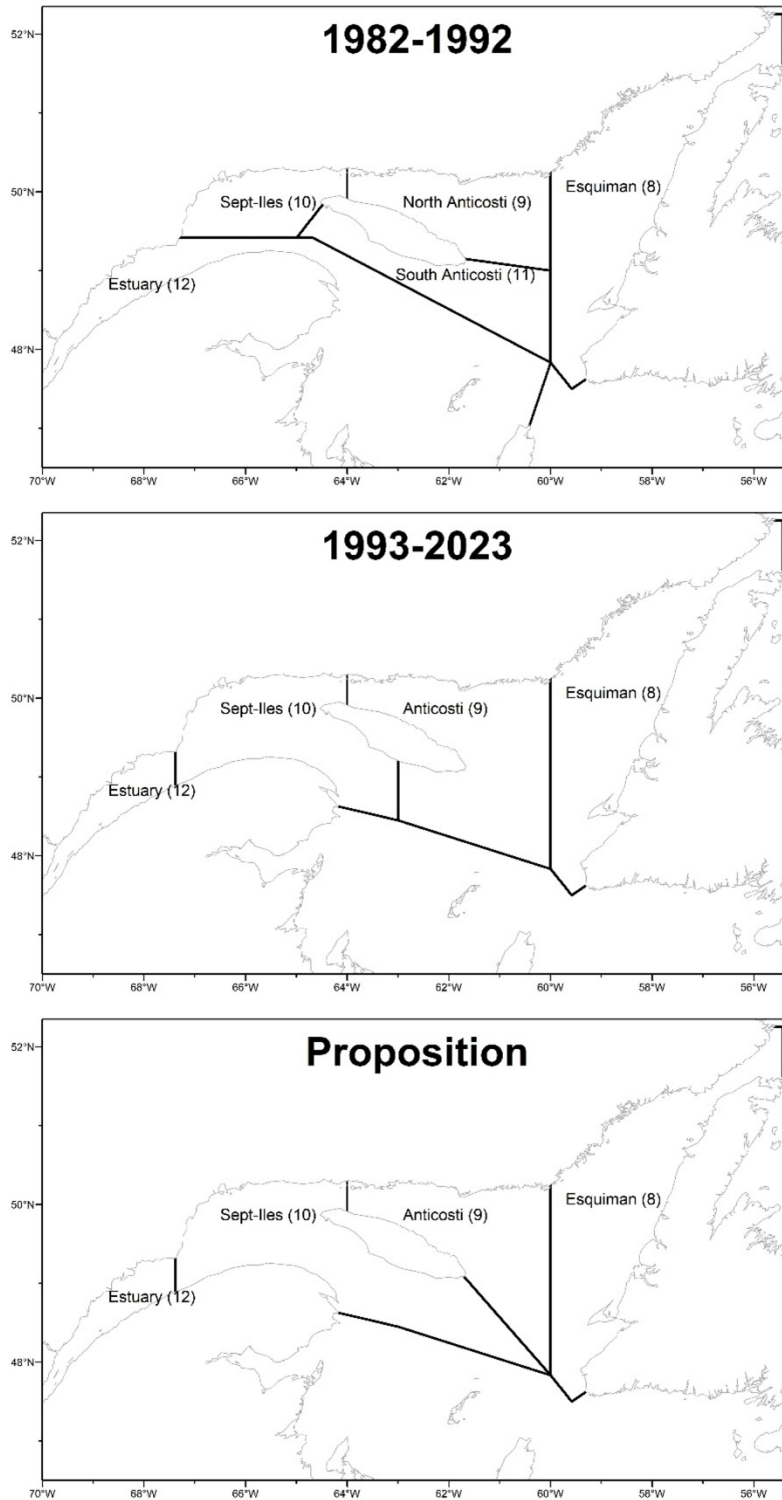 1982-1992
52°N
50°N
48°N
Sept-Iles (10)
North Anticosti (9)
Esquiman (8)
South Anticosti (11)
Estuary (12)
70°W 68°W 66°W 64°W 62°W 60°W 58°W 56°W
1993-2023
52°N
50°N
48°N
Sept-Iles (10)
Anticosti (9)
Esquiman (8)
Estuary (12)
70°W 68°W 66°W 64°W 62°W 60°W 58°W 56°W
Proposition
52°N
50°N
48°N
Sept-Iles (10)
Anticosti (9)
Esquiman (8)
Estuary (12)
70°W 68°W 66°W 64°W 62°W 60°W 58°W 56°W